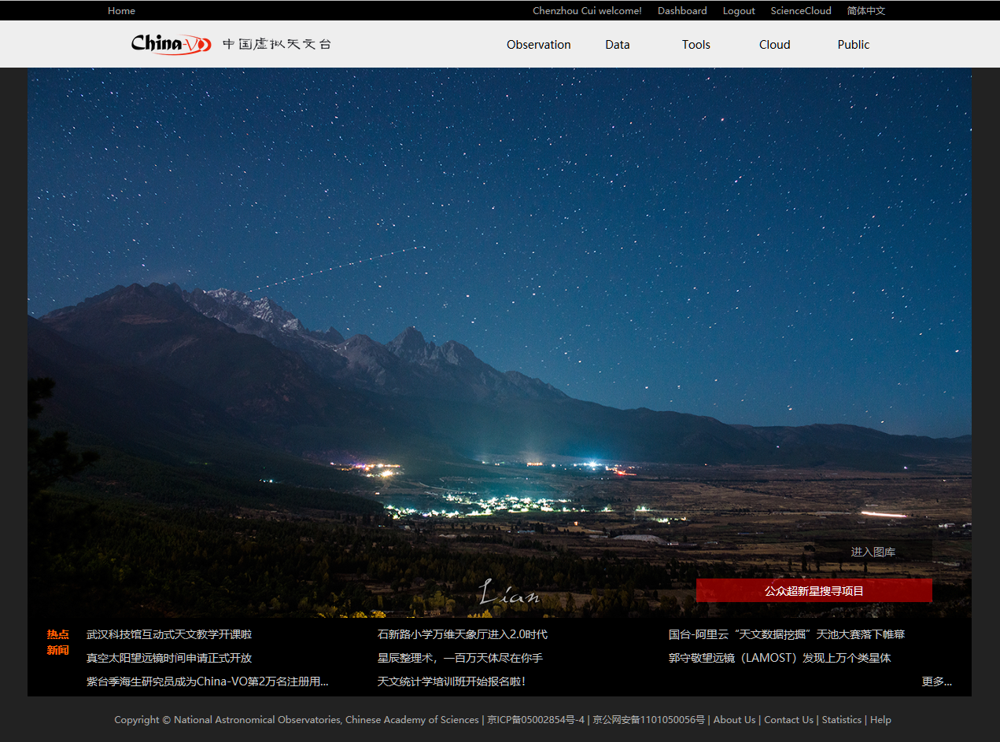 Home Chenzhou Cui welcome! Dashboard Logout ScienceCloud 简体中文
China-VO 中国虚拟天文台 Observation Data Tools Cloud Public
进入图库
Lian
公众超新星搜寻项目
热点 武汉科技馆互动式天文教学开课啦 石新路小学万维天象厅进入2.0时代 国台-阿里云“天文数据挖掘”天池大赛落下帷幕
新闻 真空太阳望远镜时间申请正式开放 星辰整理术，一百万天体尽在你手 郭守敬望远镜（LAMOST）发现上万个类星体
紫台季海生研究员成为China-VO第2万名注册用... 天文统计学培训班开始报名啦! 更多...
Copyright © National Astronomical Observatories, Chinese Academy of Sciences | 京ICP备05002854号-4 | 京公网安备1101050056号 | About Us | Contact Us | Statistics | Help